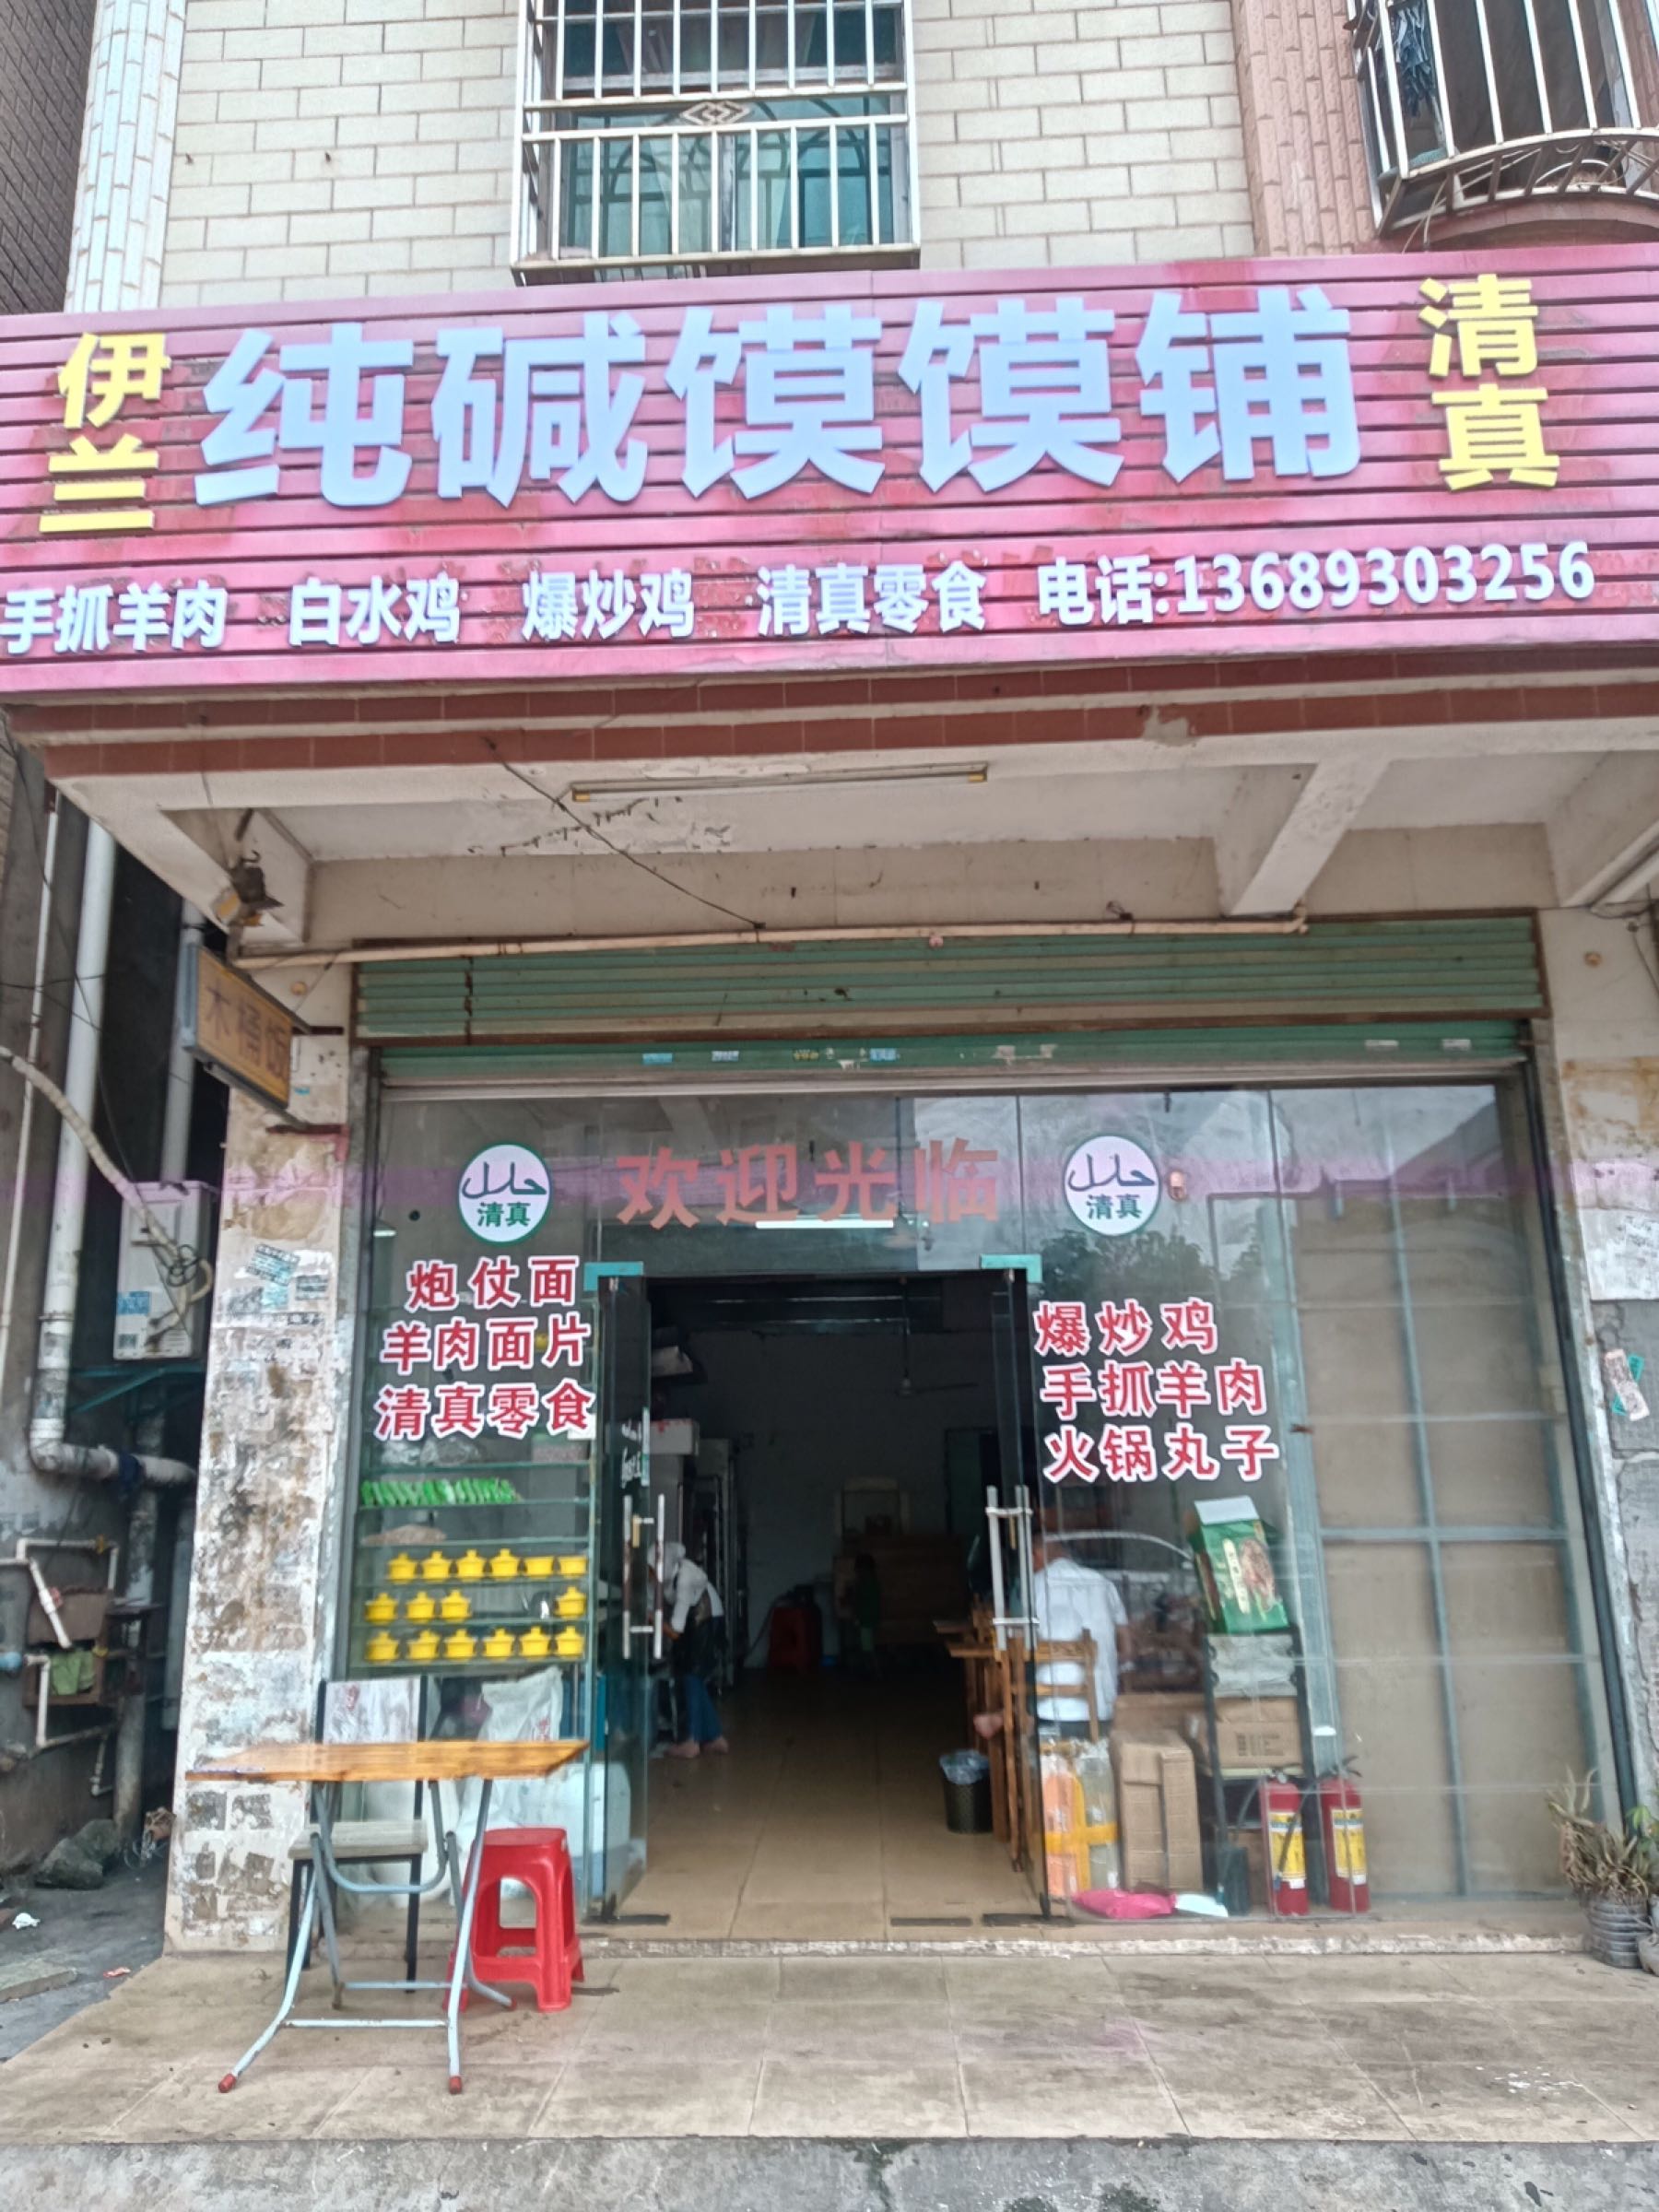 伊兰 纯碱馍馍铺 清真
手抓羊肉 白水鸡 爆炒鸡 清真零食 电话:13689303256
木桶饭
欢迎光临
حلال
清真
حلال
清真
炮仗面
羊肉面片
清真零食
爆炒鸡
手抓羊肉
火锅丸子